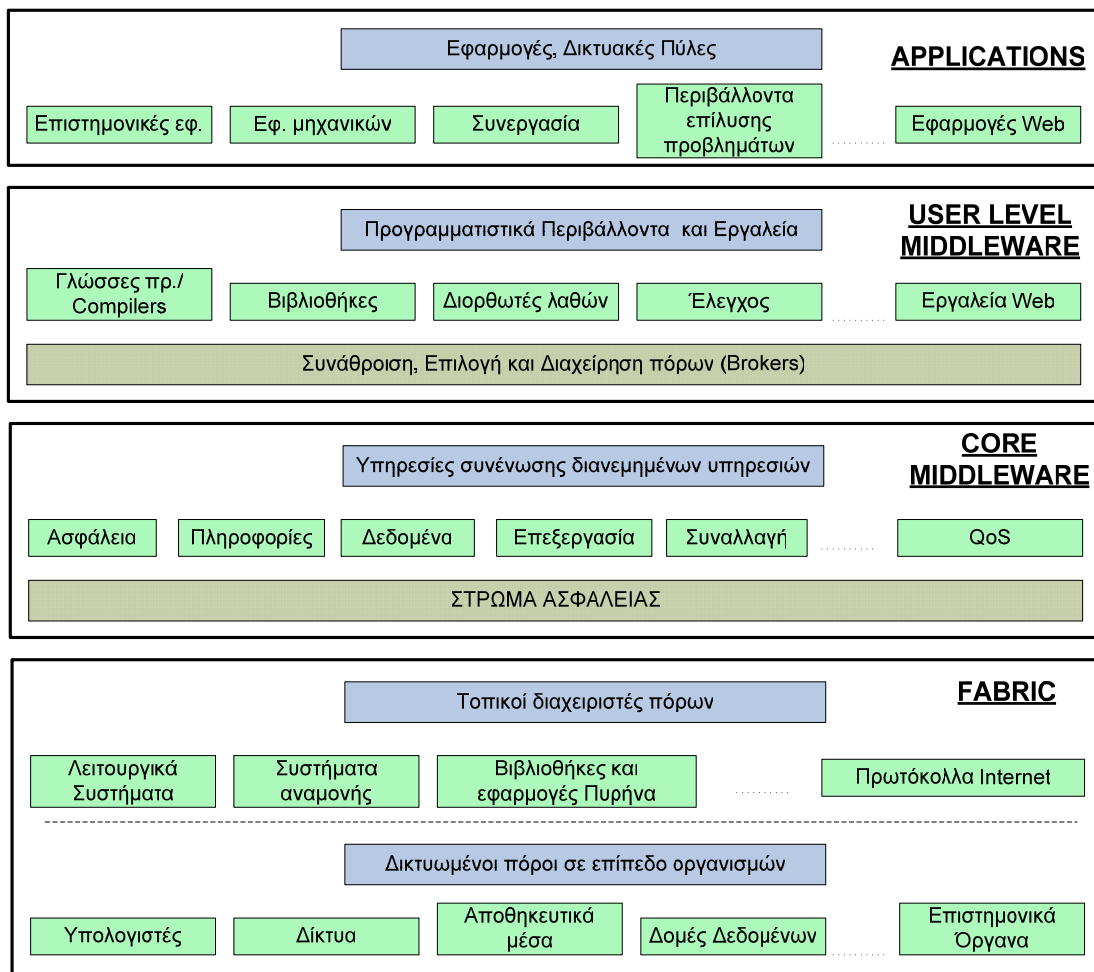 Εφαρμογές, Δικτυακές Πύλες
APPLICATIONS
Επιστημονικές εφ.
Εφ. μηχανικών
Συνεργασία
Περιβάλλοντα
επίλυσης
προβλημάτων
..........
Εφαρμογές Web
USER LEVEL
MIDDLEWARE
Προγραμματιστικά Περιβάλλοντα και Εργαλεία
Γλώσσες πρ./
Compilers
Βιβλιοθήκες
Διορθωτές λαθών
Έλεγχος
..........
Εργαλεία Web
Συνάθροιση, Επιλογή και Διαχείρηση πόρων (Brokers)
CORE
MIDDLEWARE
Υπηρεσίες συνένωσης διανεμημένων υπηρεσιών
Ασφάλεια
Πληροφορίες
Δεδομένα
Επεξεργασία
Συναλλαγή
..........
QoS
ΣΤΡΩΜΑ ΑΣΦΑΛΕΙΑΣ
FABRIC
Τοπικοί διαχειριστές πόρων
Λειτουργικά
Συστήματα
Συστήματα
αναμονής
Βιβλιοθήκες και
εφαρμογές Πυρήνα
..........
Πρωτόκολλα Internet
Δικτυωμένοι πόροι σε επίπεδο οργανισμών
Υπολογιστές
Δίκτυα
Αποθηκευτικά
μέσα
Δομές Δεδομένων
..........
Επιστημονικά
Όργανα